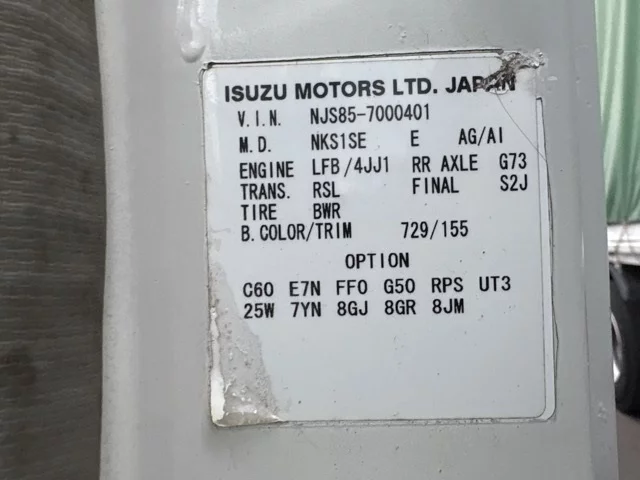 ISUZU MOTORS LTD. JAPAN
V.I.N. NJS85-7000401
M.D. NKS1SE E AG/AI
ENGINE LFB/4JJ1 RR AXLE G73
TRANS. RSL FINAL S2J
TIRE BWR
B.COLOR/TRIM 729/155
OPTION
C60 E7N FF0 G50 RPS UT3
25W 7YN 8GJ 8GR 8JM